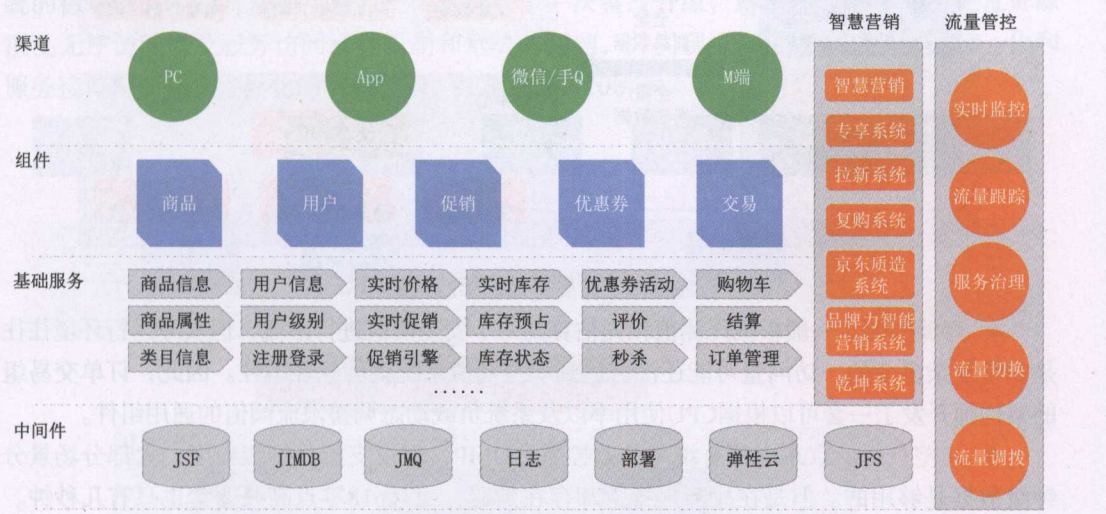 智慧营销 流量管控
渠道
PC App 微信/手Q M端
组件
商品 用户 促销 优惠券 交易
基础服务
商品信息 用户信息 实时价格 实时库存 优惠券活动 购物车
商品属性 用户级别 实时促销 库存预占 评价 结算
类目信息 注册登录 促销引擎 库存状态 秒杀 订单管理
······
中间件
JSF JIMDB JMQ 日志 部署 弹性云 JFS
智慧营销
专享系统
拉新系统
复购系统
京东质造
系统
品牌力智能
营销系统
乾坤系统
实时监控
流量跟踪
服务治理
流量切换
流量调拨